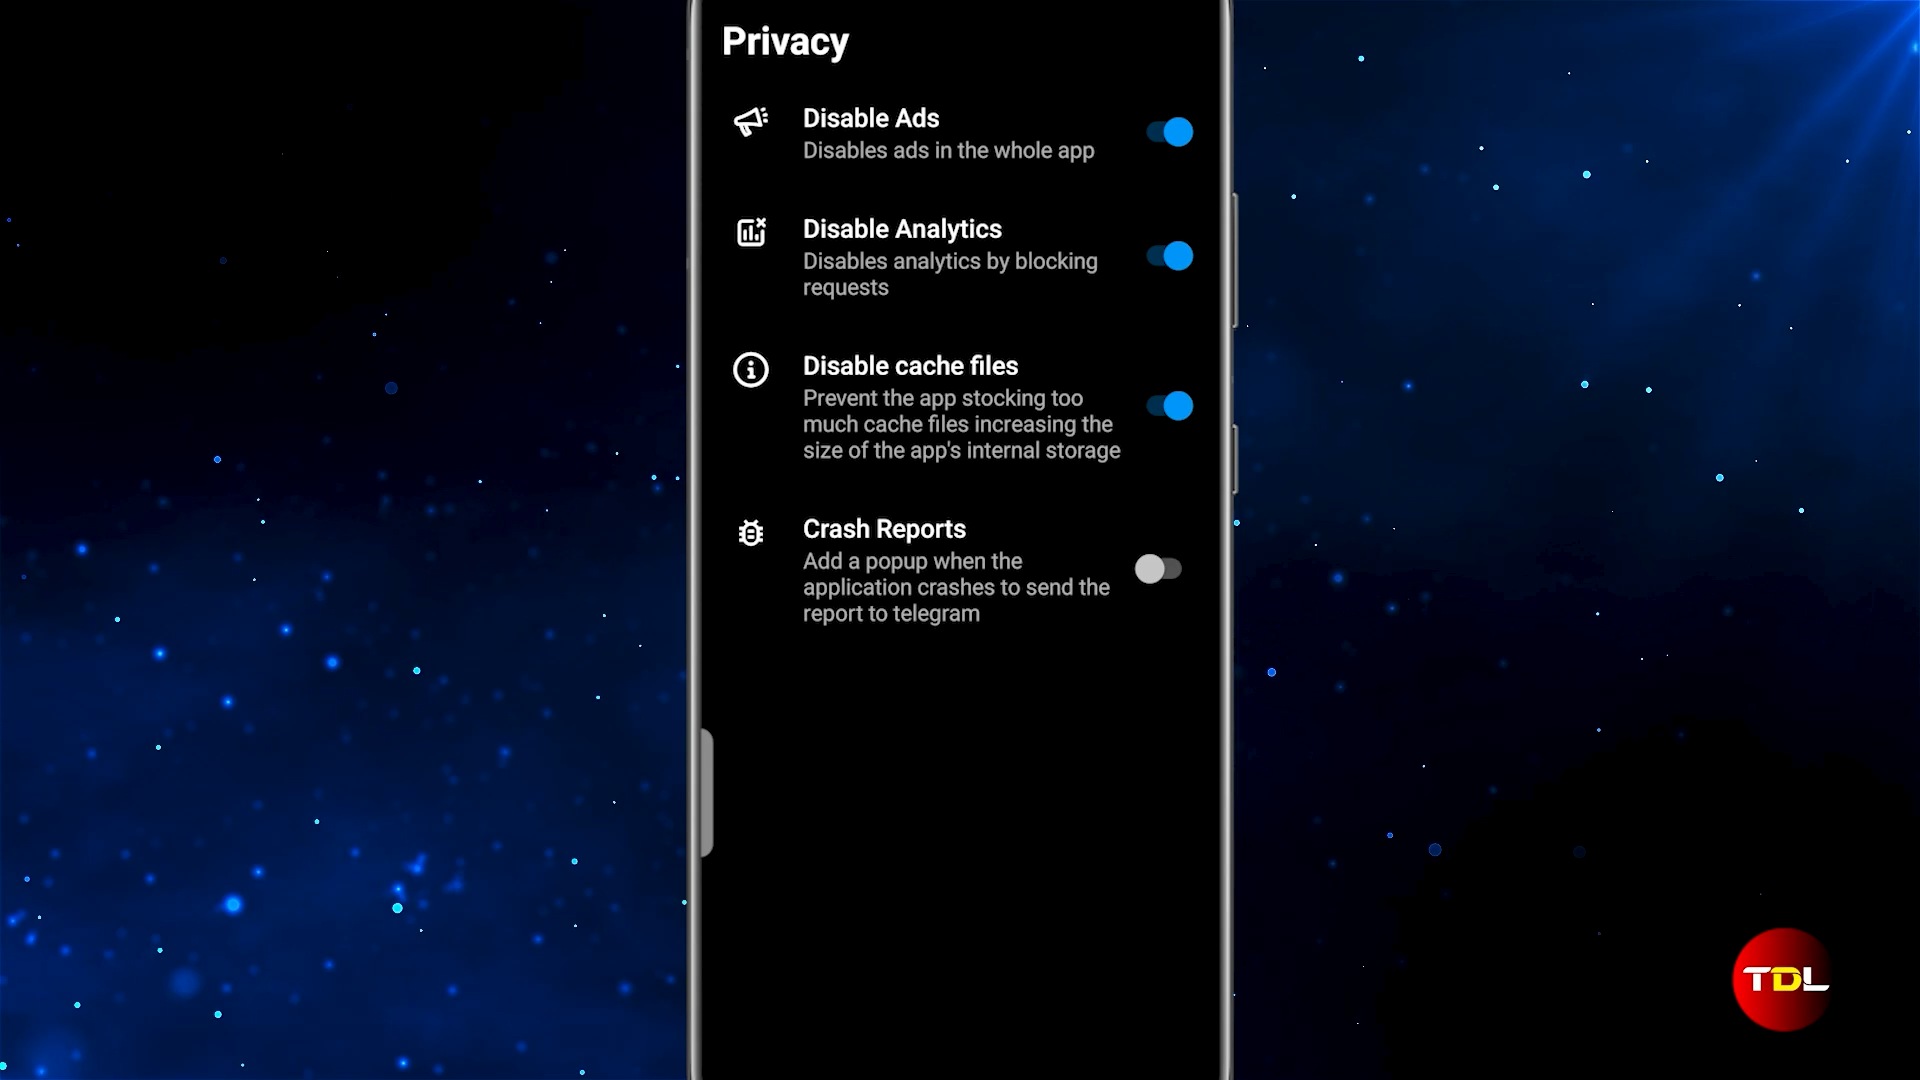 Privacy
Disable Ads
Disables ads in the whole app
Disable Analytics
Disables analytics by blocking
requests
Disable cache files
Prevent the app stocking too
much cache files increasing the
size of the app's internal storage
Crash Reports
Add a popup when the
application crashes to send the
report to telegram
TDL